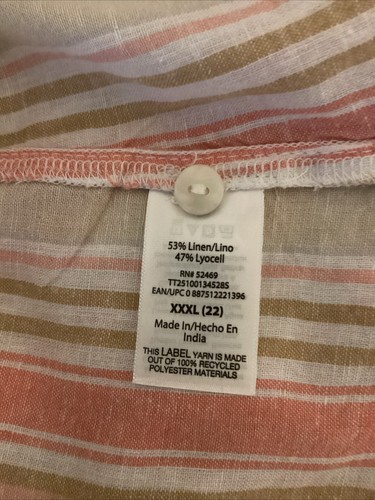 53% Linen/Lino
47% Lyocell
RN# 52469
TT25100134528S
EAN/UPC 0 887512221396
XXXL (22)
Made In/Hecho En
India
THIS LABEL YARN IS MADE
OUT OF 100% RECYCLED
POLYESTER MATERIALS